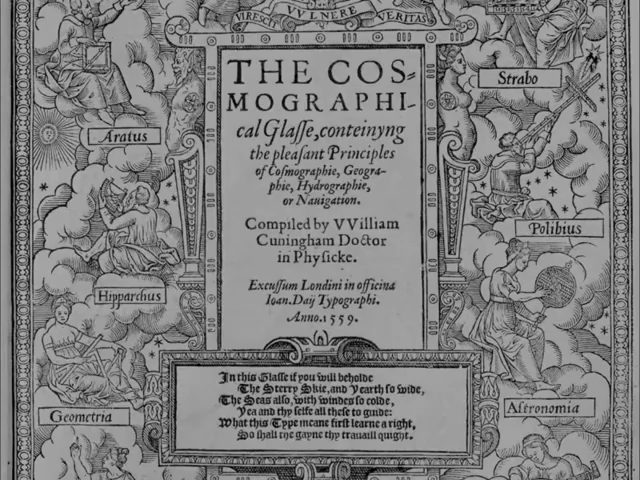 VIRESCIT VVLNERE VERITAS
THE COS=
MOGRAPHI-
cal Glaſſe, conteinyng
the pleaſant Principles
of Coſmographie, Geogra-
phie, Hydrographie,
or Nauigation.
Compiled by VVilliam
Cuningham Doctor
in Phyſicke.
Excuſſum Londini in officina
Ioan. Daij Typographi.
Anno. 1559.
In this Glaſſe if you will beholde
The Sterry Skie, and Yearth ſo wide,
The Seas alſo, with windes ſo colde,
Yea and thy ſelfe all theſe to guide:
What this Type meane firſt learne a right,
So ſhall the gayne thy trauaill quight.
Aratus
Hipparchus
Geometria
Strabo
Polibius
Aſtronomia